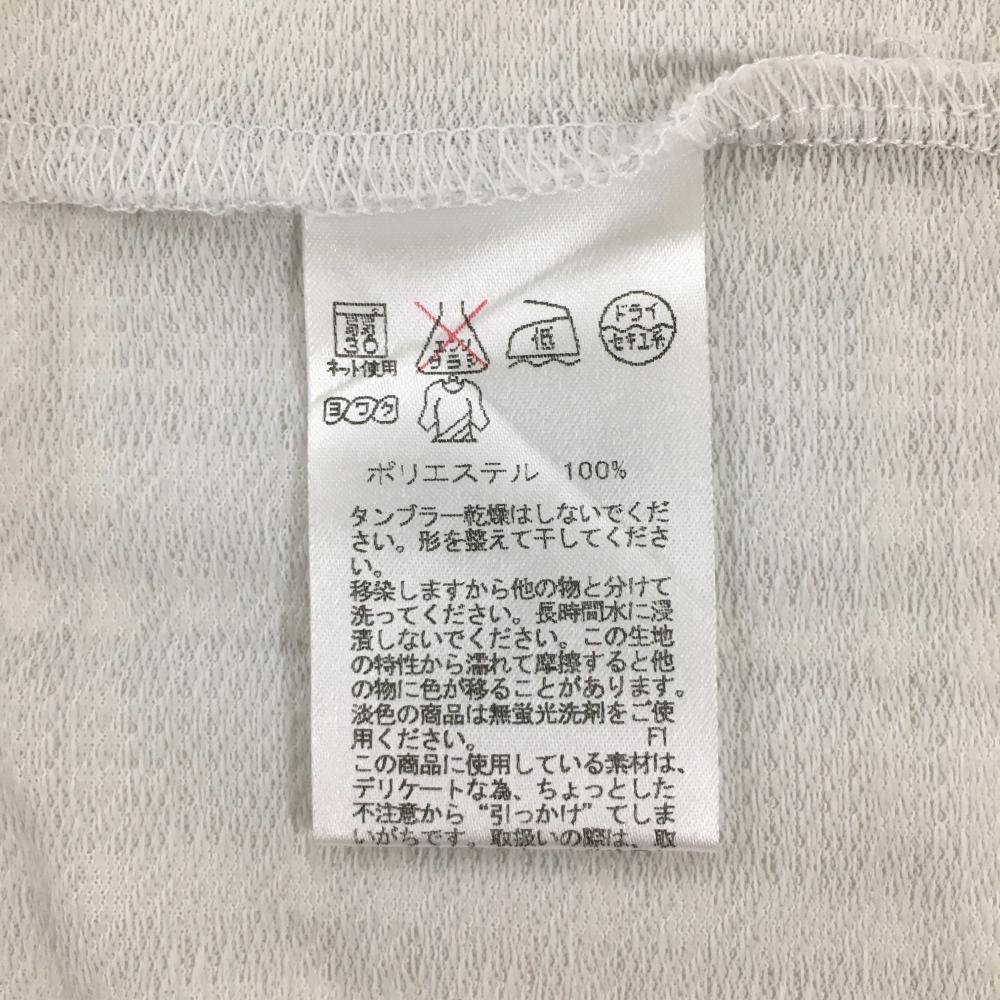 弱 30 エンソ 低 ドライ
ネット使用 サラシ セキユ系
ヨワク
ポリエステル 100%
タンブラー乾燥はしないでくだ
さい。形を整えて干してくださ
い。
移染しますから他の物と分けて
洗ってください。長時間水に浸
漬しないでください。この生地
の特性から濡れて摩擦すると他
の物に色が移ることがあります。
淡色の商品は無蛍光洗剤をご使
用ください。 F1
この商品に使用している素材は、
デリケートな為、ちょっとした
不注意から“引っかけ”てしま
いがちです。取扱いの際は、取